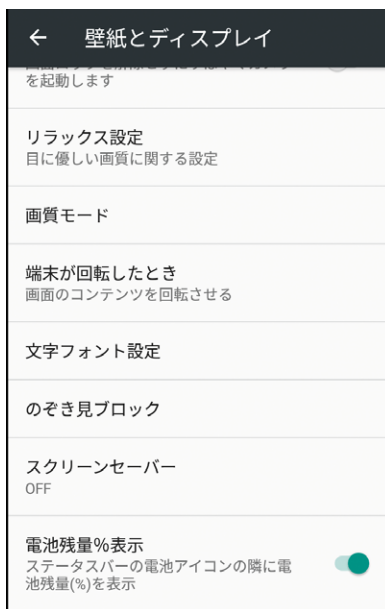 壁紙とディスプレイ
を起動します
リラックス設定
目に優しい画質に関する設定
画質モード
端末が回転したとき
画面のコンテンツを回転させる
文字フォント設定
のぞき見ブロック
スクリーンセーバー
OFF
電池残量%表示
ステータスバーの電池アイコンの隣に電
池残量(%)を表示